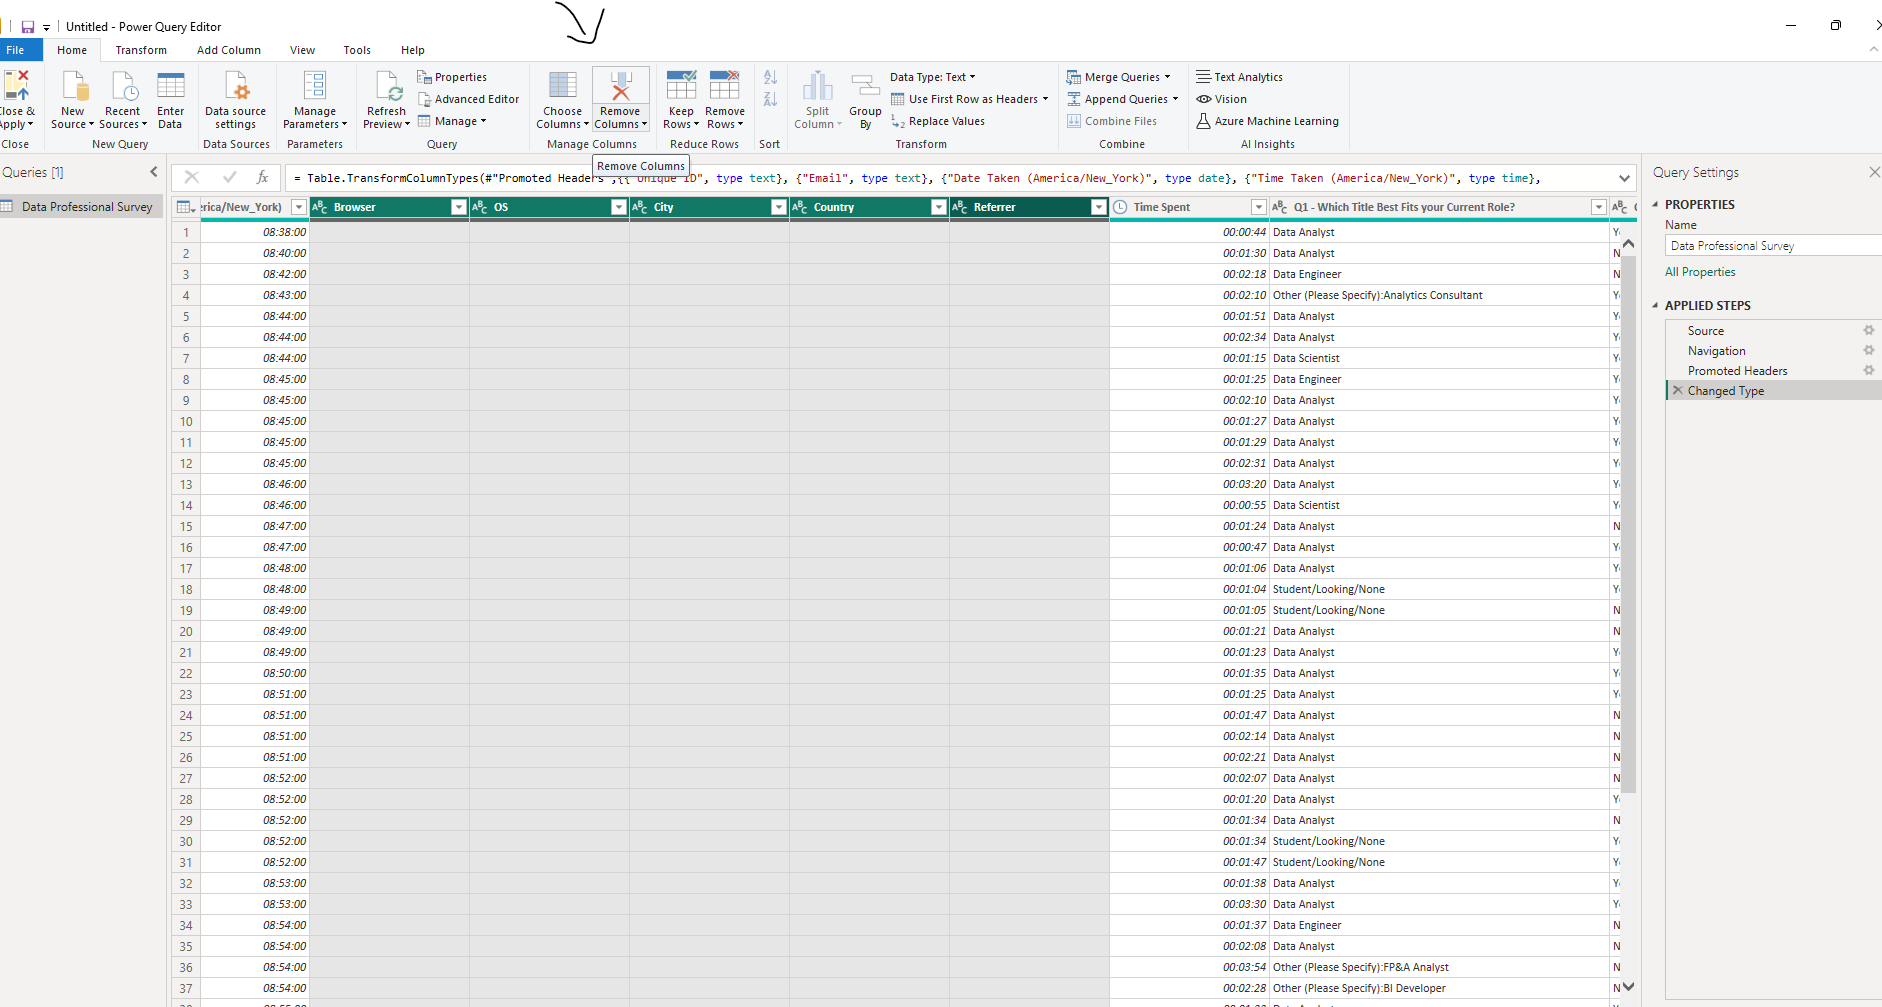 Untitled - Power Query Editor
File Home Transform Add Column View Tools Help
Close & Apply
New Source
Recent Sources
Enter Data
Data source settings
Manage Parameters
Refresh Preview
Properties
Advanced Editor
Manage
Choose Columns
Remove Columns
Keep Rows
Remove Rows
Split Column
Group By
Data Type: Text
Use First Row as Headers
Replace Values
Merge Queries
Append Queries
Combine Files
Text Analytics
Vision
Azure Machine Learning
Close New Query Data Sources Parameters Query Manage Columns Reduce Rows Sort Transform Combine AI Insights
Remove Columns
Queries [1]
Data Professional Survey
fx = Table.TransformColumnTypes(#"Promoted Headers",{{"Unique ID", type text}, {"Email", type text}, {"Date Taken (America/New_York)", type date}, {"Time Taken (America/New_York)", type time},
erica/New_York) Browser OS City Country Referrer Time Spent Q1 - Which Title Best Fits your Current Role?
1 08:38:00 00:00:44 Data Analyst
2 08:40:00 00:01:30 Data Analyst
3 08:42:00 00:02:18 Data Engineer
4 08:43:00 00:02:10 Other (Please Specify):Analytics Consultant
5 08:44:00 00:01:51 Data Analyst
6 08:44:00 00:02:34 Data Analyst
7 08:44:00 00:01:15 Data Scientist
8 08:45:00 00:01:25 Data Engineer
9 08:45:00 00:02:10 Data Analyst
10 08:45:00 00:01:27 Data Analyst
11 08:45:00 00:01:29 Data Analyst
12 08:45:00 00:02:31 Data Analyst
13 08:46:00 00:03:20 Data Analyst
14 08:46:00 00:00:55 Data Scientist
15 08:47:00 00:01:24 Data Analyst
16 08:47:00 00:00:47 Data Analyst
17 08:48:00 00:01:06 Data Analyst
18 08:48:00 00:01:04 Student/Looking/None
19 08:49:00 00:01:05 Student/Looking/None
20 08:49:00 00:01:21 Data Analyst
21 08:49:00 00:01:23 Data Analyst
22 08:50:00 00:01:35 Data Analyst
23 08:51:00 00:01:25 Data Analyst
24 08:51:00 00:01:47 Data Analyst
25 08:51:00 00:02:14 Data Analyst
26 08:51:00 00:02:21 Data Analyst
27 08:52:00 00:02:07 Data Analyst
28 08:52:00 00:01:20 Data Analyst
29 08:52:00 00:01:34 Data Analyst
30 08:52:00 00:01:34 Student/Looking/None
31 08:52:00 00:01:47 Student/Looking/None
32 08:53:00 00:01:38 Data Analyst
33 08:53:00 00:03:30 Data Analyst
34 08:54:00 00:01:37 Data Engineer
35 08:54:00 00:02:08 Data Analyst
36 08:54:00 00:03:54 Other (Please Specify):FP&A Analyst
37 08:54:00 00:02:28 Other (Please Specify):BI Developer
Query Settings
PROPERTIES
Name
Data Professional Survey
All Properties
APPLIED STEPS
Source
Navigation
Promoted Headers
Changed Type